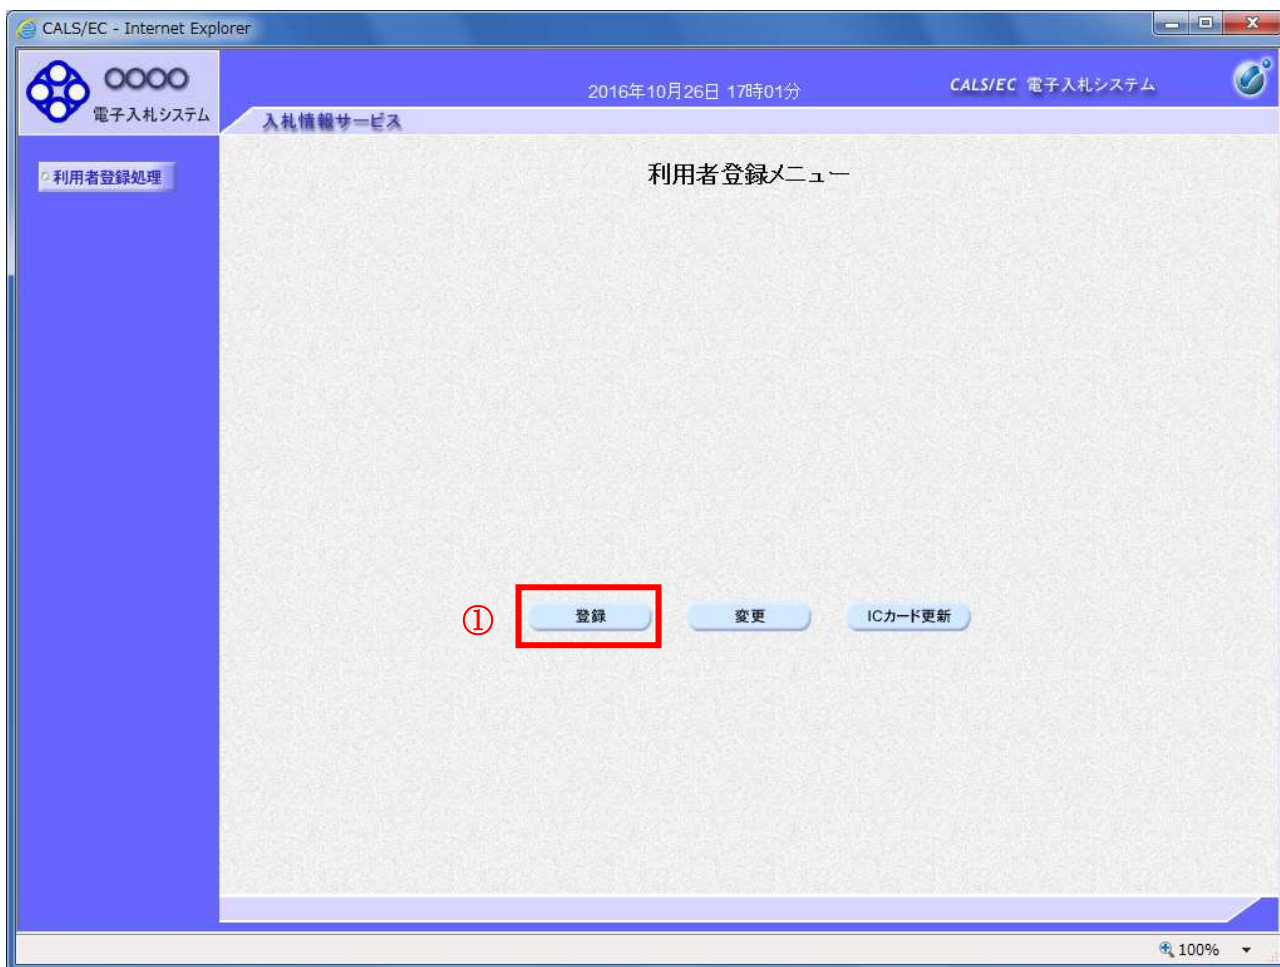 CALS/EC - Internet Explorer
○○○○
電子入札システム
2016年10月26日 17時01分
CALS/EC 電子入札システム
入札情報サービス
利用者登録処理
利用者登録メニュー
① 登録 変更 ICカード更新
100%